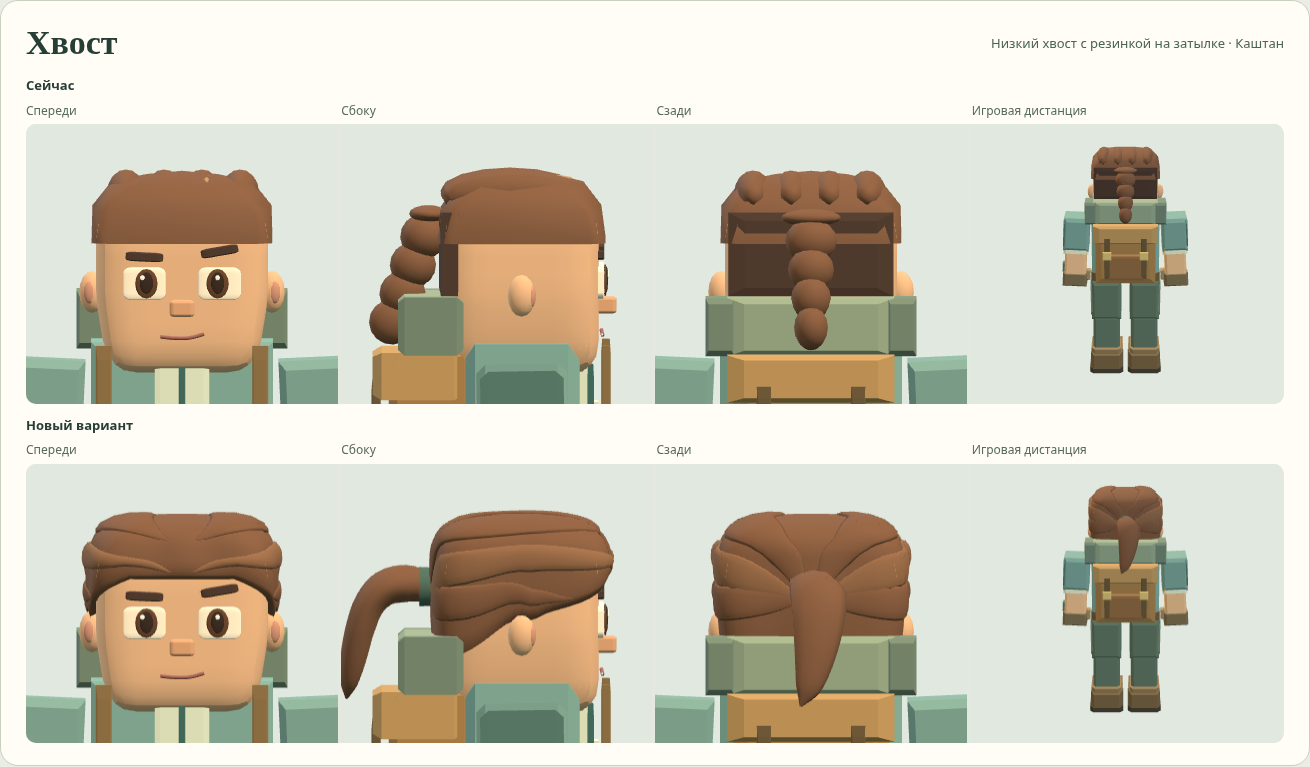 Хвост
Низкий хвост с резинкой на затылке · Каштан
Сейчас
Спереди
Сбоку
Сзади
Игровая дистанция
Новый вариант
Спереди
Сбоку
Сзади
Игровая дистанция